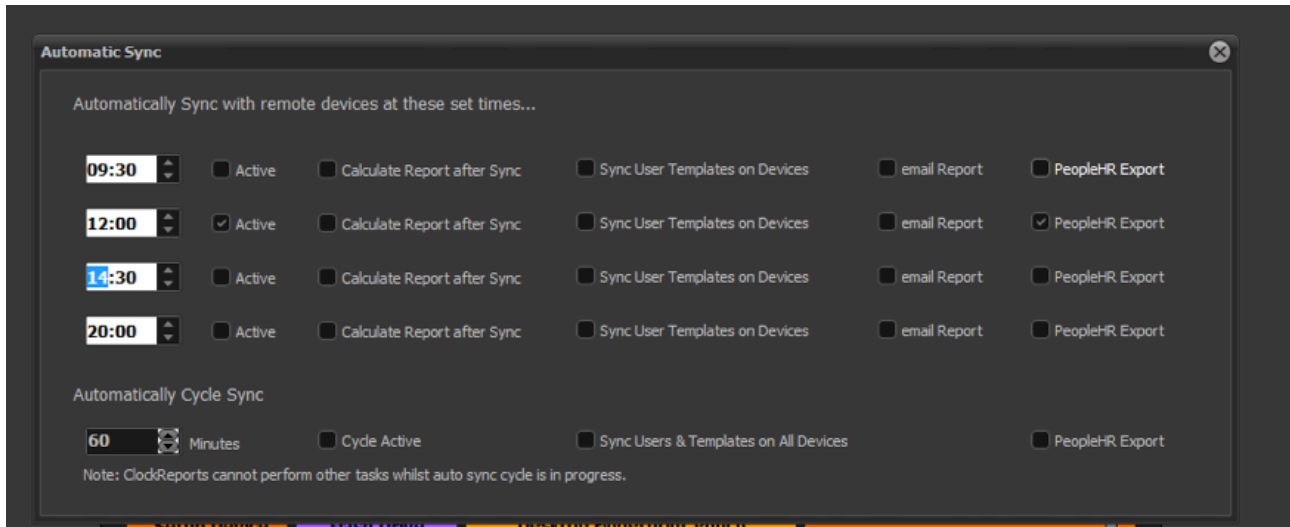 Automatic Sync
Automatically Sync with remote devices at these set times...
09:30 Active Calculate Report after Sync Sync User Templates on Devices email Report PeopleHR Export
12:00 Active Calculate Report after Sync Sync User Templates on Devices email Report PeopleHR Export
14:30 Active Calculate Report after Sync Sync User Templates on Devices email Report PeopleHR Export
20:00 Active Calculate Report after Sync Sync User Templates on Devices email Report PeopleHR Export
Automatically Cycle Sync
60 Minutes Cycle Active Sync Users & Templates on All Devices PeopleHR Export
Note: ClockReports cannot perform other tasks whilst auto sync cycle is in progress.